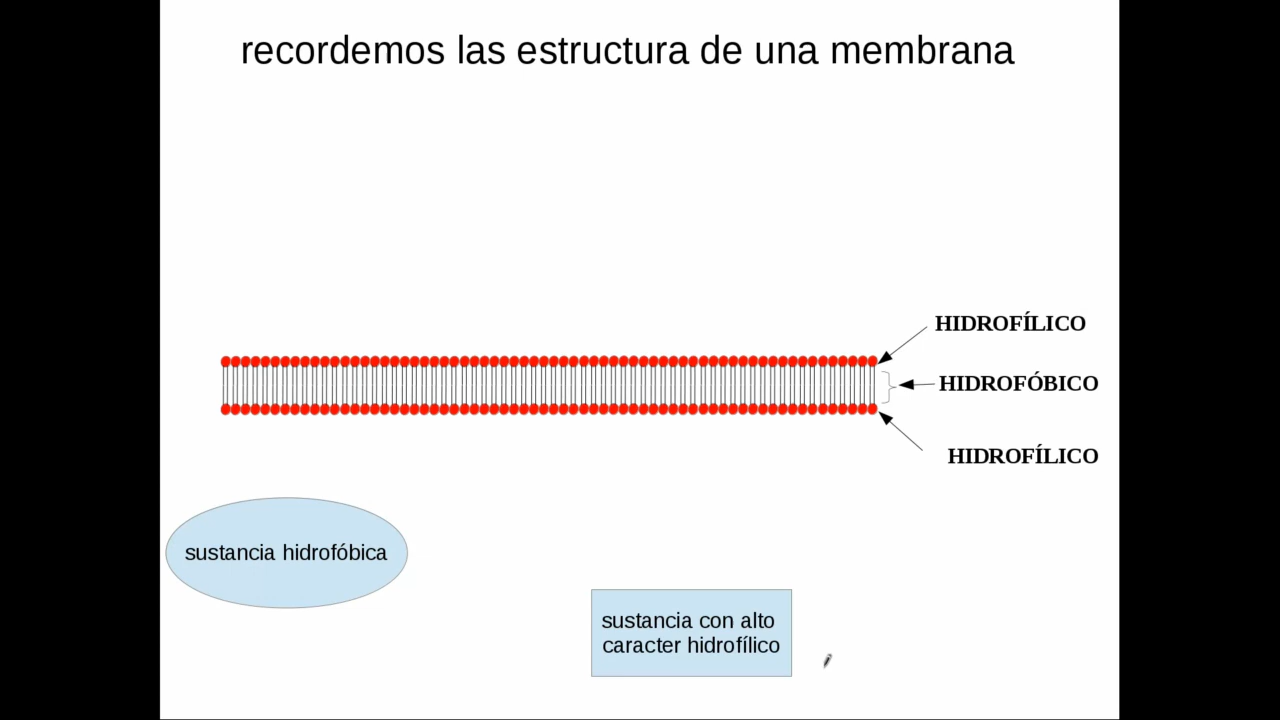 recordemos las estructura de una membrana
HIDROFÍLICO
HIDROFÓBICO
HIDROFÍLICO
sustancia hidrofóbica
sustancia con alto
caracter hidrofílico